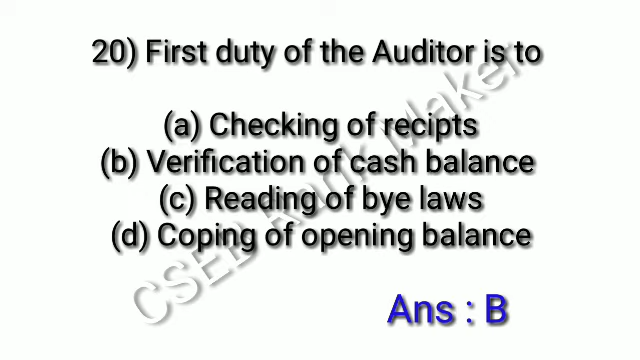 20) First duty of the Auditor is to
(a) Checking of recipts
(b) Verification of cash balance
(c) Reading of bye laws
(d) Coping of opening balance
Ans : B